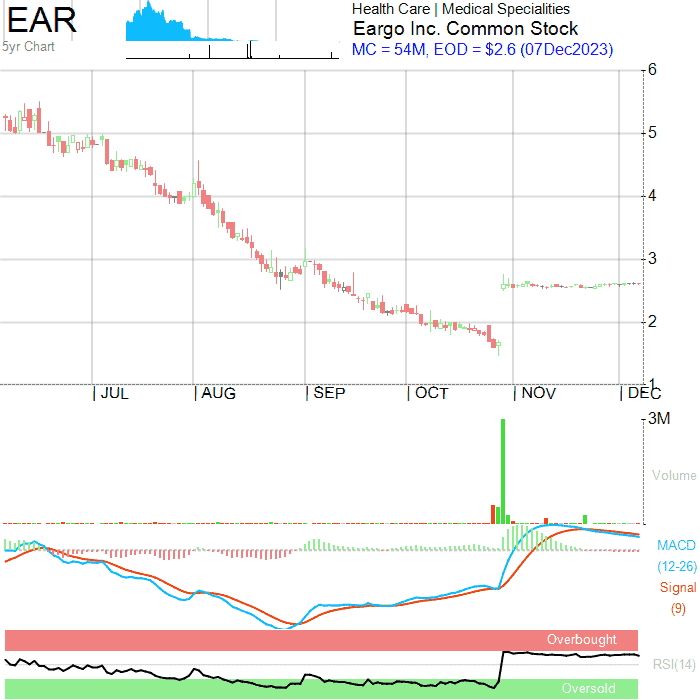 EAR
5yr Chart
Health Care | Medical Specialities
Eargo Inc. Common Stock
MC = 54M, EOD = $2.6 (07Dec2023)
6
5
4
3
2
1
JUL AUG SEP OCT NOV DEC
3M
Volume
MACD
(12-26)
Signal
(9)
Overbought
RSI(14)
Oversold